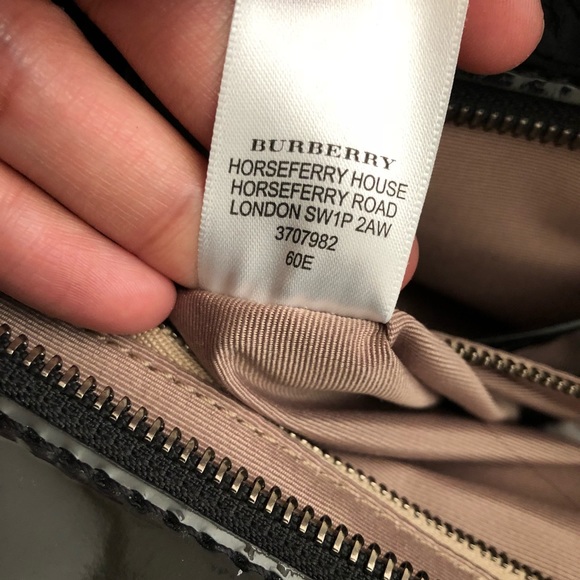 BURBERRY
HORSEFERRY HOUSE
HORSEFERRY ROAD
LONDON SW1P 2AW
3707982
60E